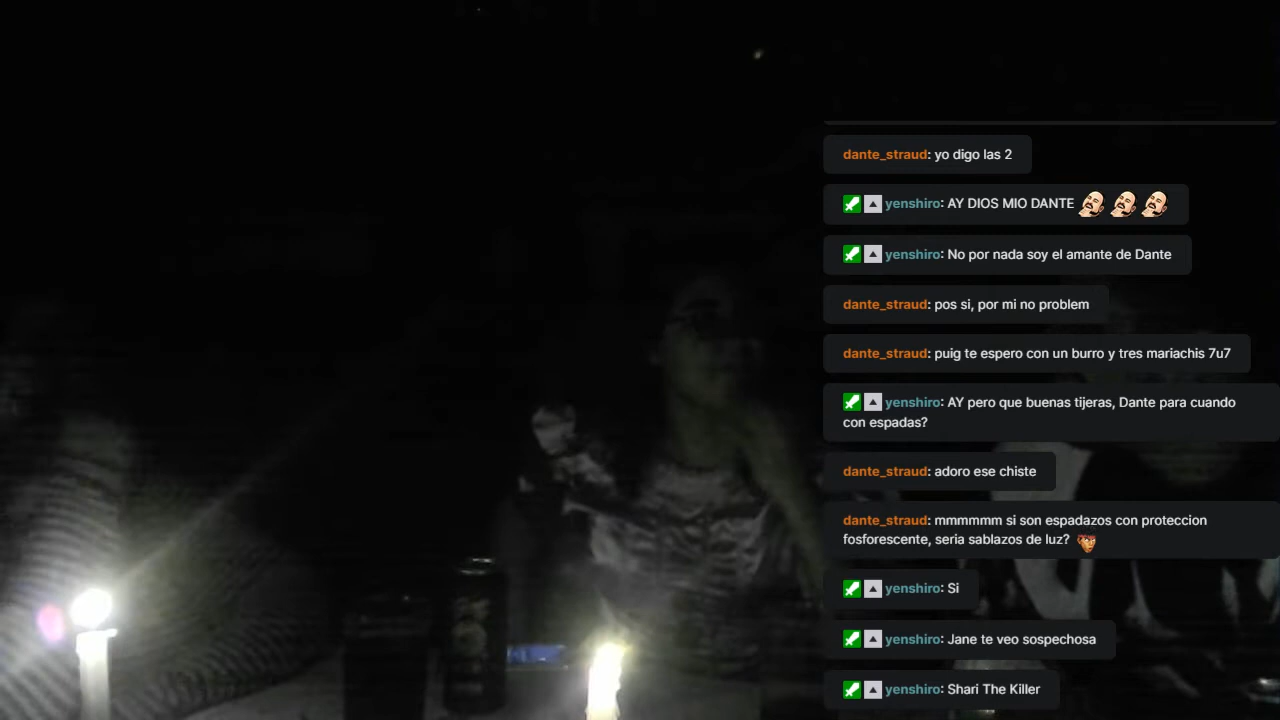 dante_straud: yo digo las 2
yenshiro: AY DIOS MIO DANTE
yenshiro: No por nada soy el amante de Dante
dante_straud: pos si, por mi no problem
dante_straud: puig te espero con un burro y tres mariachis 7u7
yenshiro: AY pero que buenas tijeras, Dante para cuando
con espadas?
dante_straud: adoro ese chiste
dante_straud: mmmmmm si son espadazos con proteccion
fosforescente, seria sablazos de luz?
yenshiro: Si
yenshiro: Jane te veo sospechosa
yenshiro: Shari The Killer